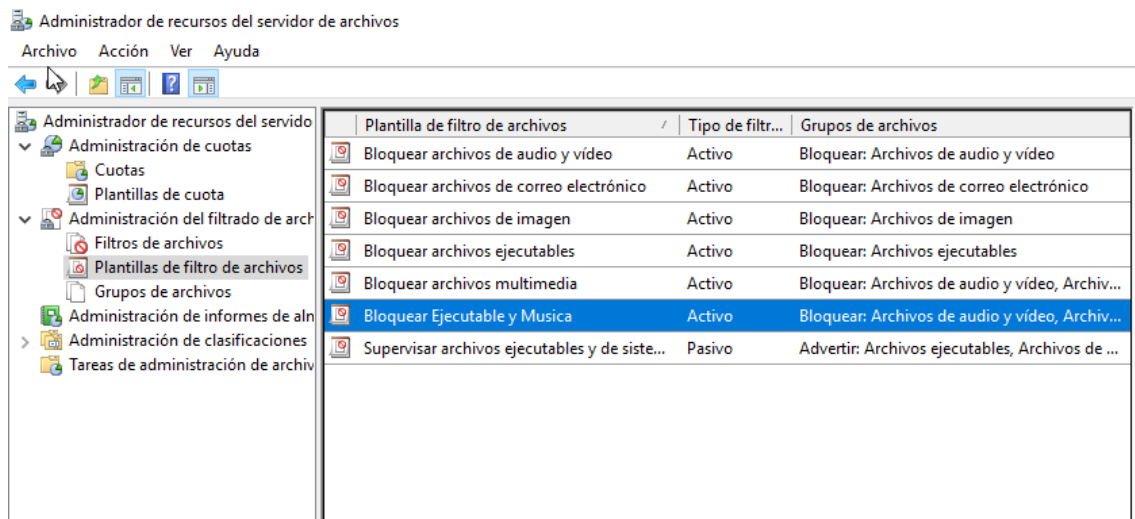 Administrador de recursos del servidor de archivos
Archivo Acción Ver Ayuda
Administrador de recursos del servido
Administración de cuotas
Cuotas
Plantillas de cuota
Administración del filtrado de arch
Filtros de archivos
Plantillas de filtro de archivos
Grupos de archivos
Administración de informes de aln
Administración de clasificaciones
Tareas de administración de archiv
Plantilla de filtro de archivos Tipo de filtr... Grupos de archivos
Bloquear archivos de audio y vídeo Activo Bloquear: Archivos de audio y vídeo
Bloquear archivos de correo electrónico Activo Bloquear: Archivos de correo electrónico
Bloquear archivos de imagen Activo Bloquear: Archivos de imagen
Bloquear archivos ejecutables Activo Bloquear: Archivos ejecutables
Bloquear archivos multimedia Activo Bloquear: Archivos de audio y vídeo, Archiv...
Bloquear Ejecutable y Musica Activo Bloquear: Archivos de audio y vídeo, Archiv...
Supervisar archivos ejecutables y de siste... Pasivo Advertir: Archivos ejecutables, Archivos de ...